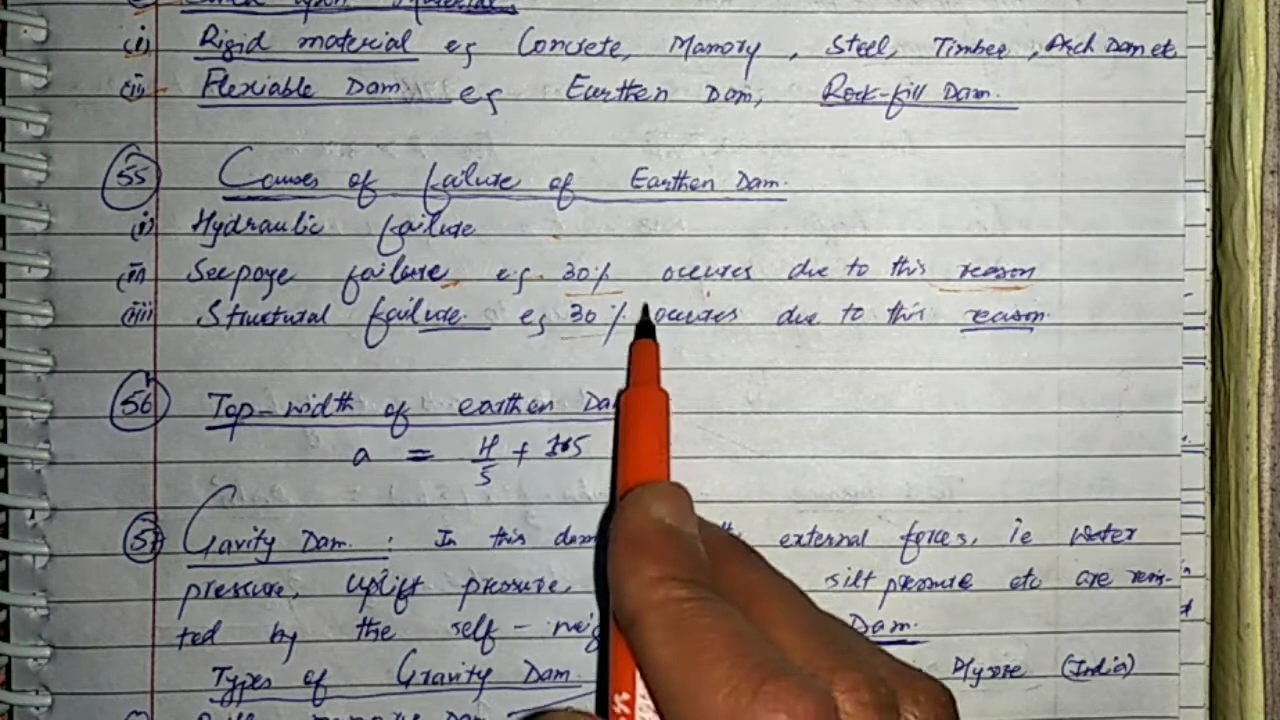 Based upon Material.
(i) Rigid material eg Concrete, Manory, Steel, Timber, Arch Dam etc
(ii) Flexiable Dam eg Earthen Dam, Rock-fill Dam.
55 Causes of failure of Earthen Dam.
(i) Hydraulic failure
(ii) Seepage failure e.g. 30% occures due to this reason
(iii) Structural failure. eg 30% occures due to this reason
56 Top-width of earthen
a = H/5 + 1.5
57 Gravity Dam: In this external forces, ie water
pressure, uplift pressure, silt pressure etc are resis-
ted by the self- Dam.
Types of Gravity Dam Mysore (India)